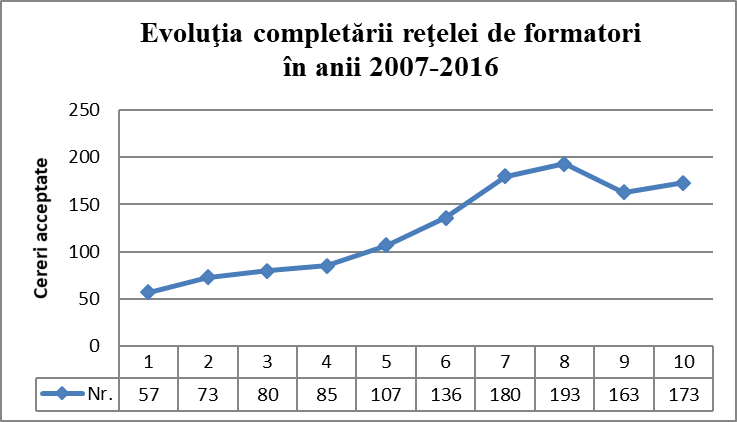 Evoluţia completării reţelei de formatori
în anii 2007-2016
Cereri acceptate
250
200
150
100
50
0
1 2 3 4 5 6 7 8 9 10
Nr. 57 73 80 85 107 136 180 193 163 173